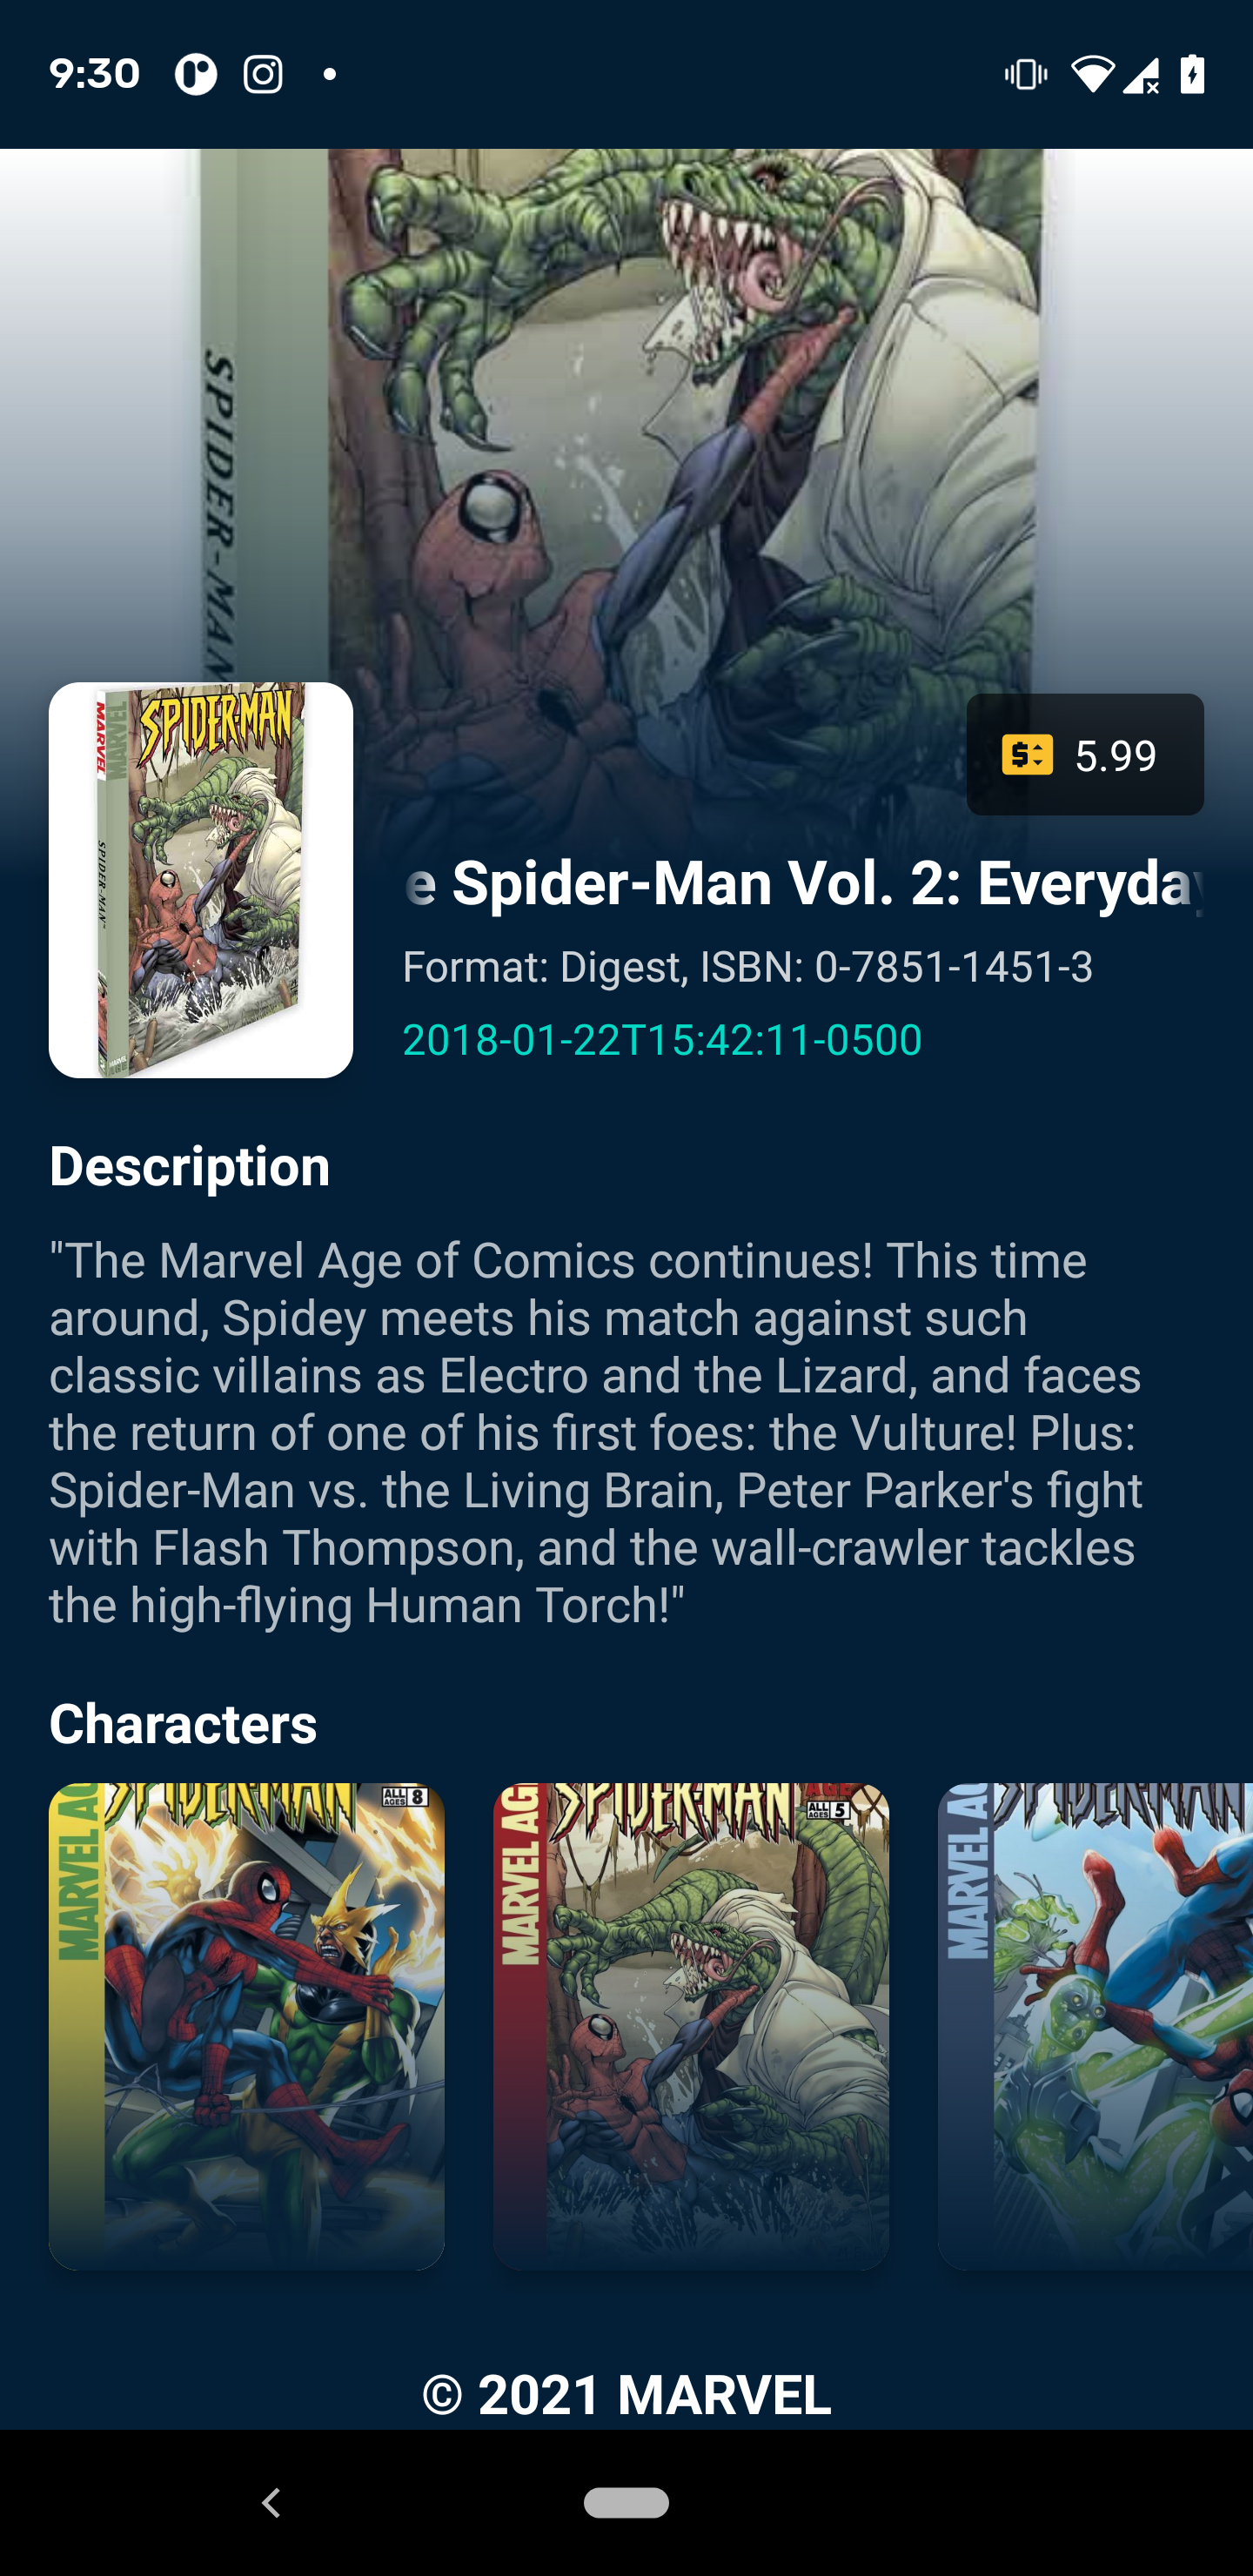 9:30
SPIDER-MAN
MARVEL
MARVEL
SPIDER-MAN
SPIDER-MAN
5.99
e Spider-Man Vol. 2: Everyday
Format: Digest, ISBN: 0-7851-1451-3
2018-01-22T15:42:11-0500
Description
"The Marvel Age of Comics continues! This time
around, Spidey meets his match against such
classic villains as Electro and the Lizard, and faces
the return of one of his first foes: the Vulture! Plus:
Spider-Man vs. the Living Brain, Peter Parker's fight
with Flash Thompson, and the wall-crawler tackles
the high-flying Human Torch!"
Characters
MARVEL AG
SPIDER-MAN
ALL AGES 8
MARVEL AG
SPIDER-MAN
AGE
ALL AGES 5
MARVEL AG
SPIDERMAN
© 2021 MARVEL